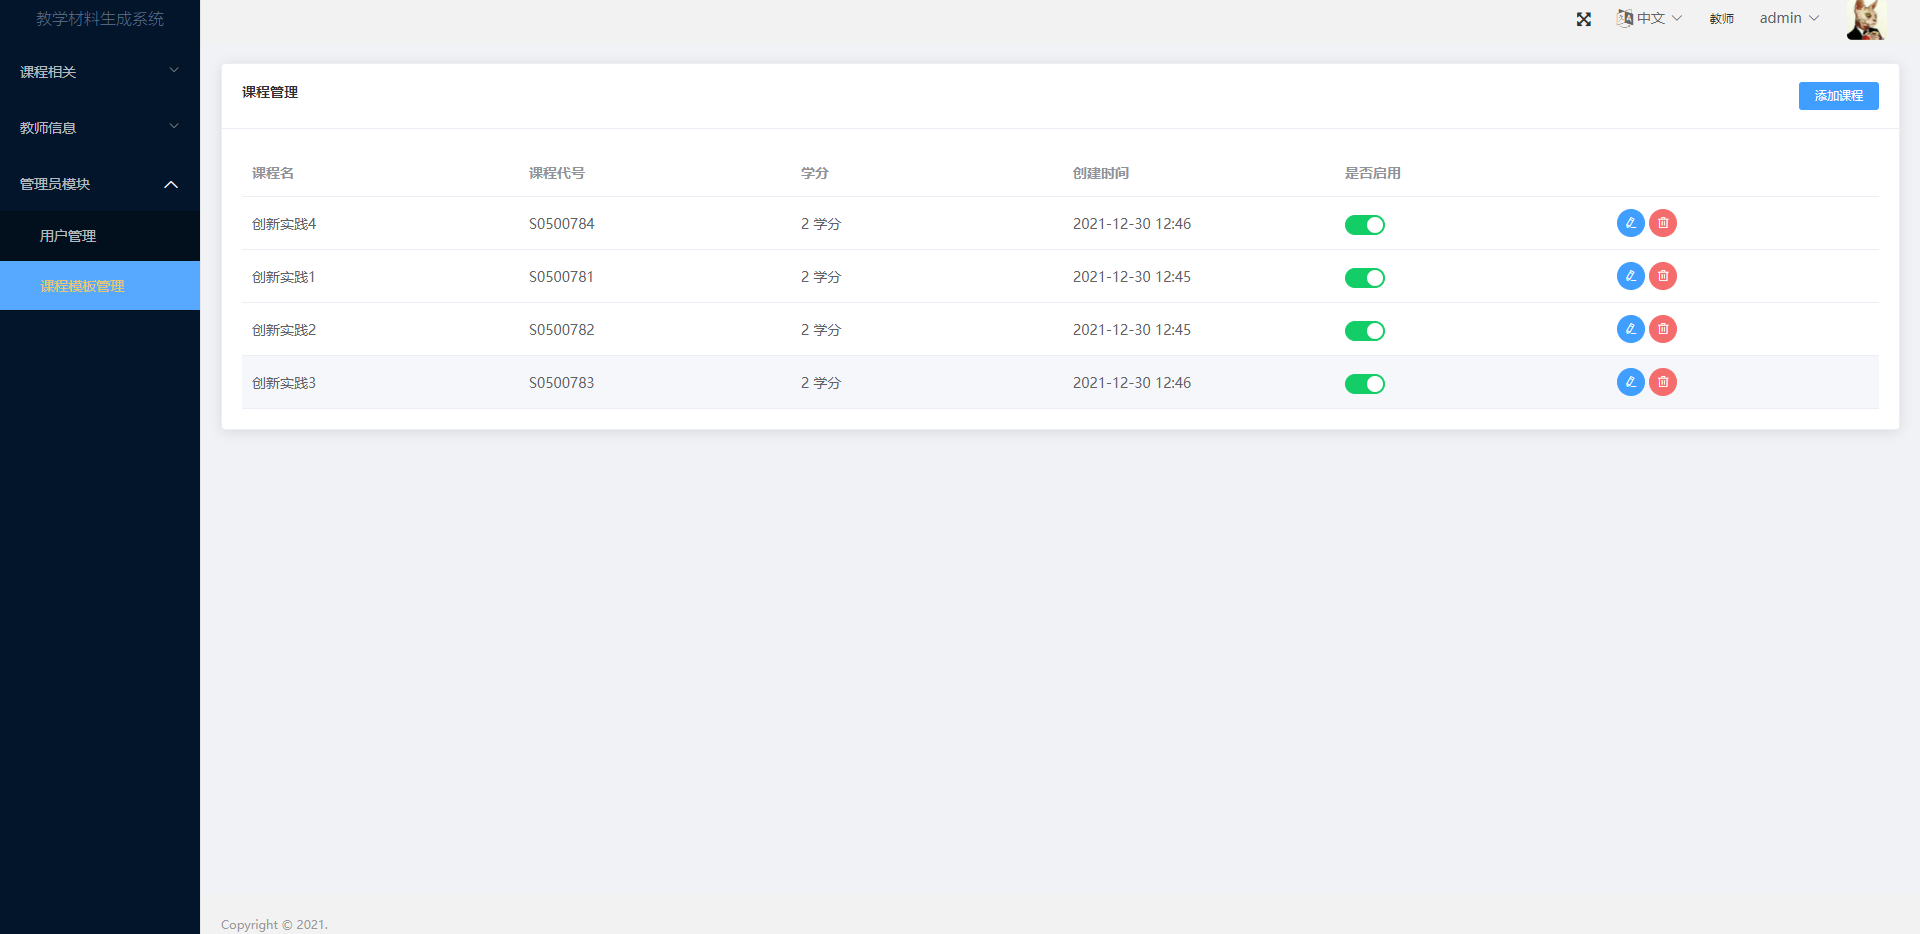 教学材料生成系统
中文
教师
admin
课程相关
教师信息
管理员模块
用户管理
课程模板管理
课程管理
添加课程
课程名 课程代号 学分 创建时间 是否启用
创新实践4 S0500784 2 学分 2021-12-30 12:46
创新实践1 S0500781 2 学分 2021-12-30 12:45
创新实践2 S0500782 2 学分 2021-12-30 12:45
创新实践3 S0500783 2 学分 2021-12-30 12:46
Copyright © 2021.